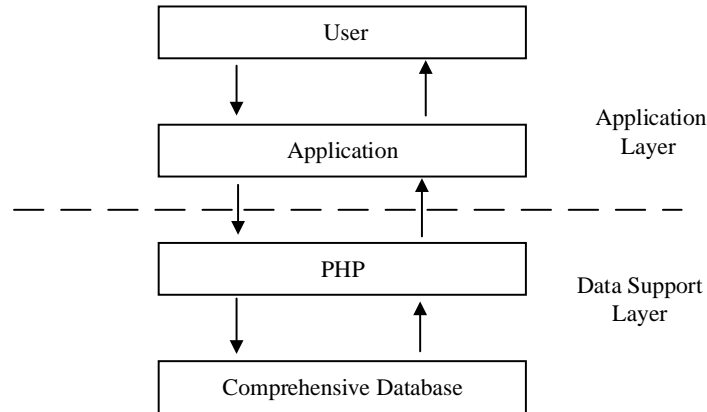 User
Application
Layer
Application
PHP
Data Support
Layer
Comprehensive Database